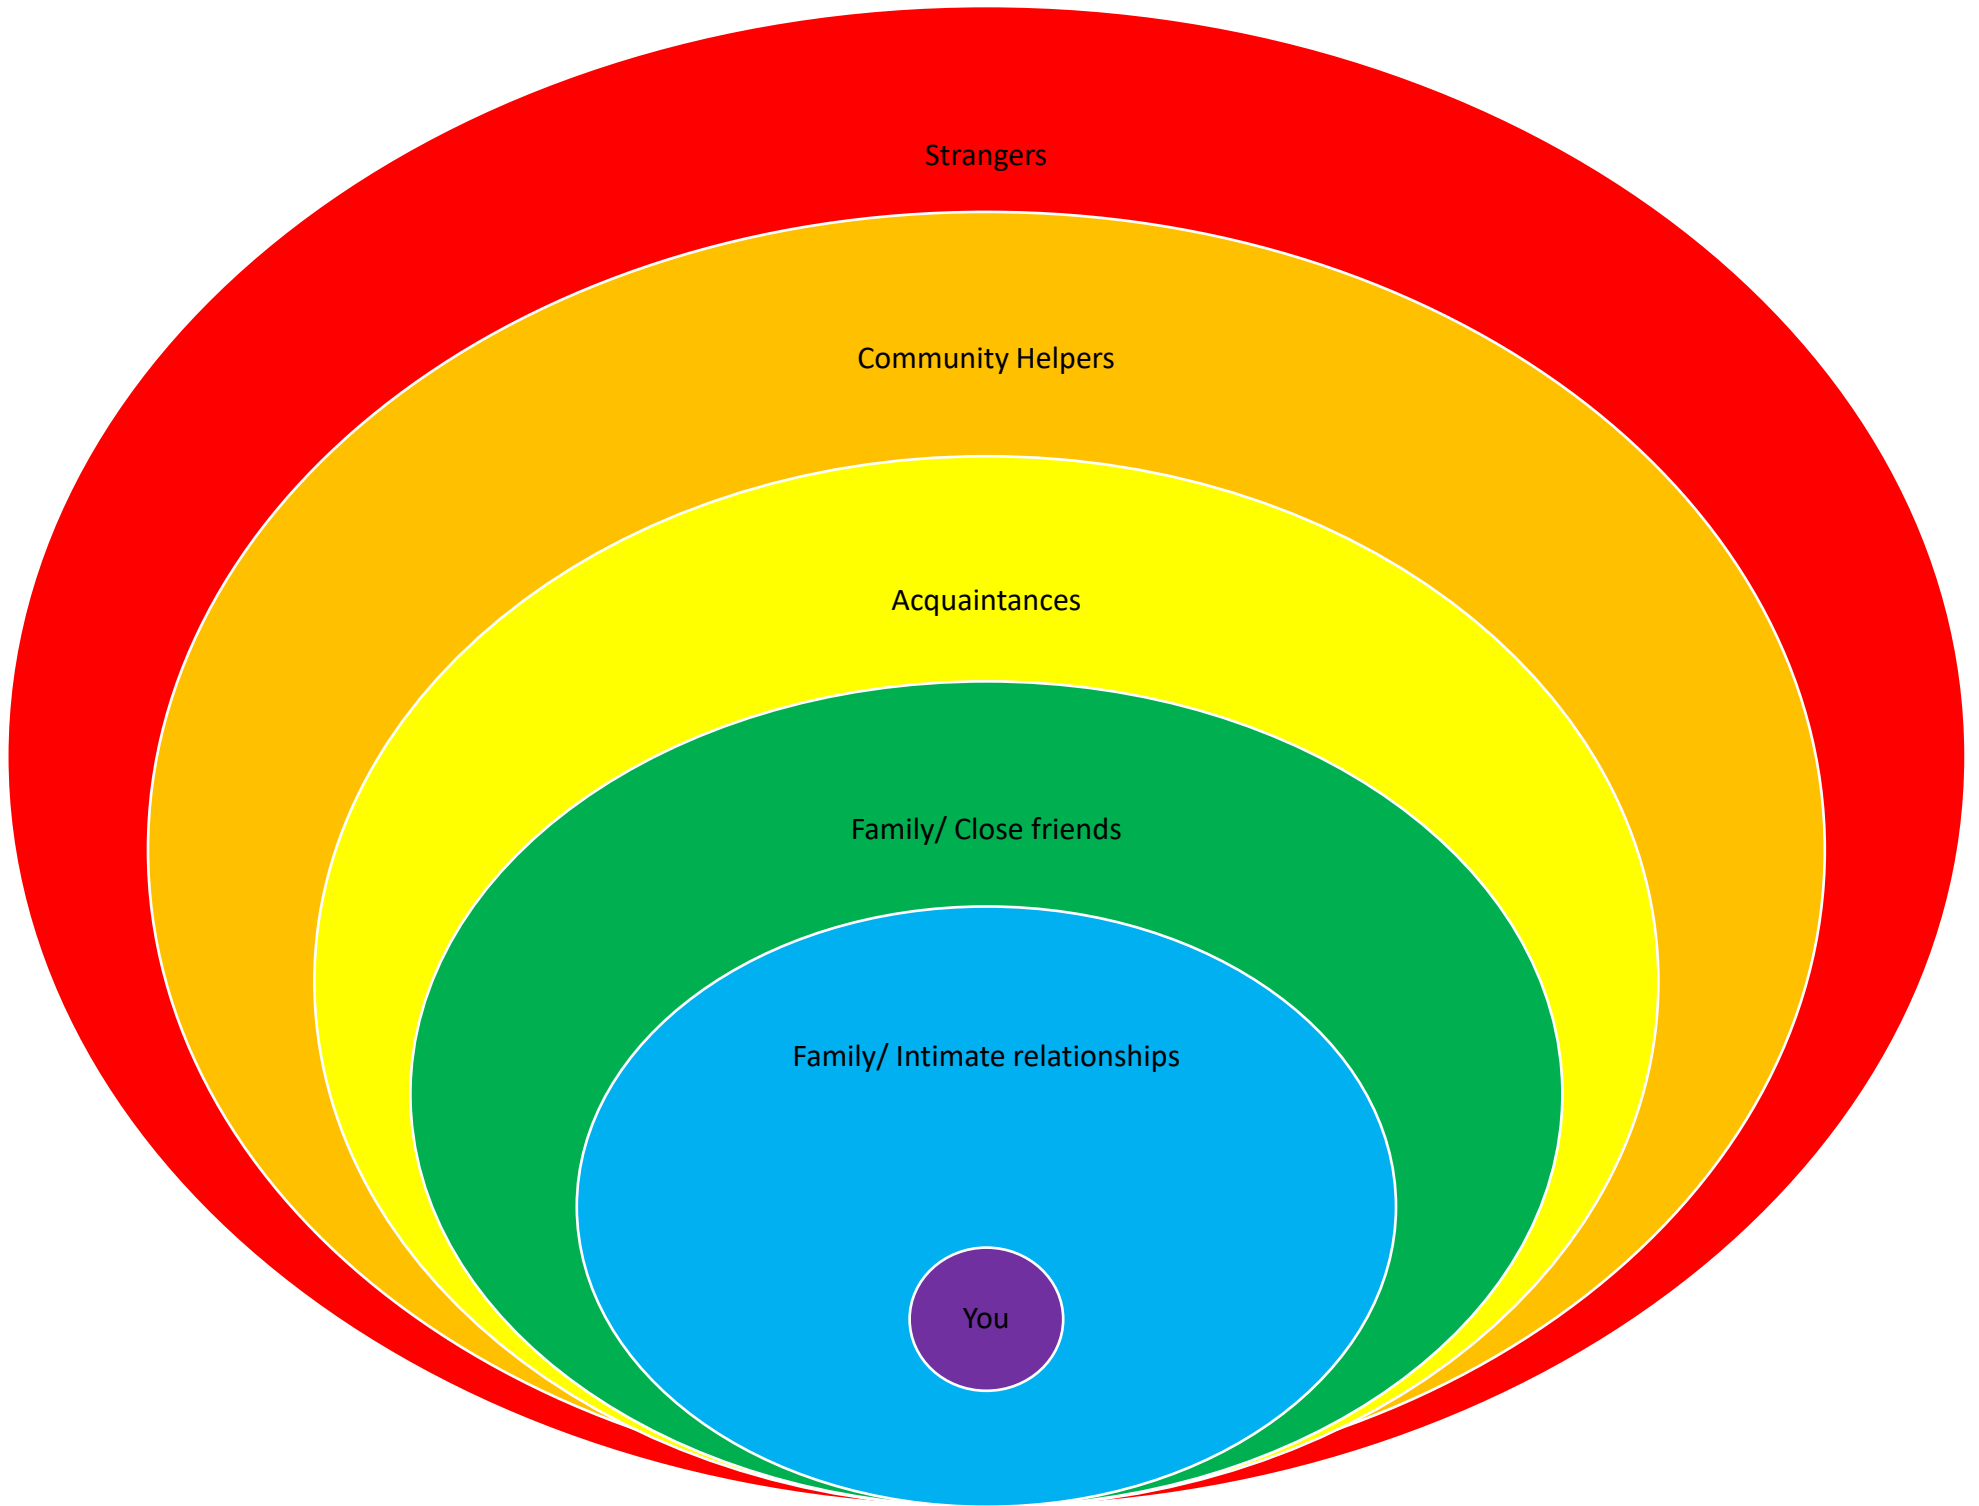 Strangers
Community Helpers
Acquaintances
Family/ Close friends
Family/ Intimate relationships
You